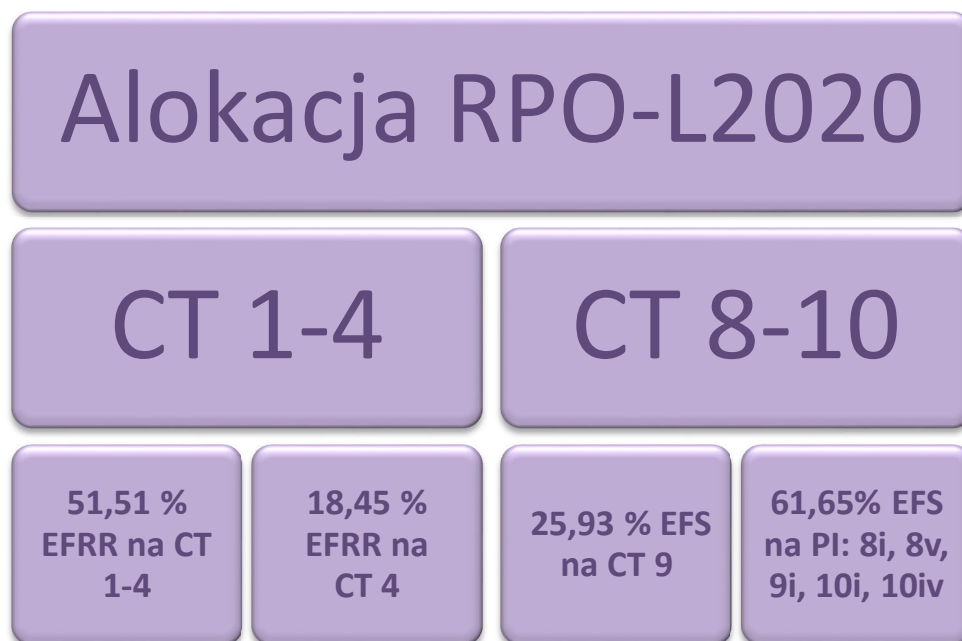 Alokacja RPO-L2020
CT 1-4
CT 8-10
51,51 %
EFRR na CT
1-4
18,45 %
EFRR na
CT 4
25,93 % EFS
na CT 9
61,65% EFS
na PI: 8i, 8v,
9i, 10i, 10iv